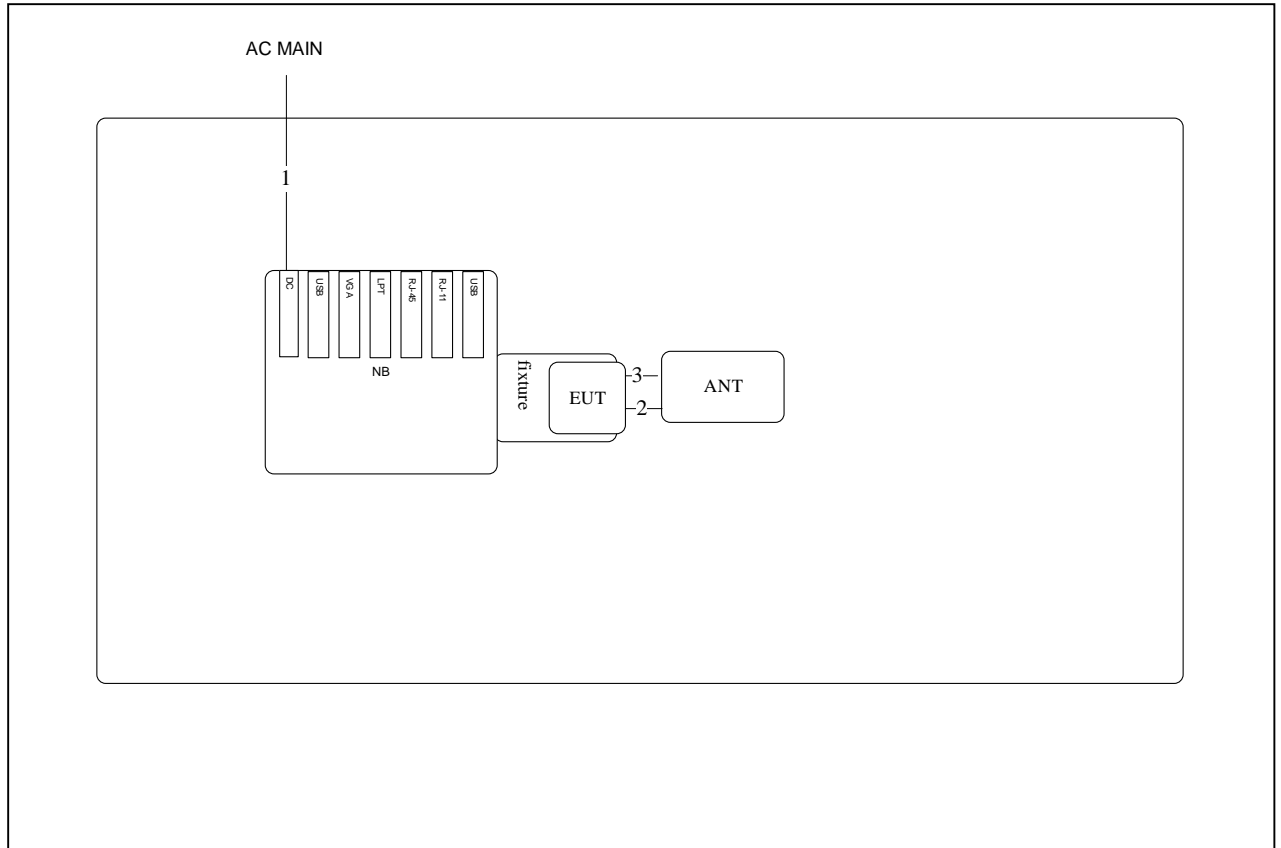 AC MAIN
1
DC
USB
VGA
LPT
RJ-45
RJ-11
USB
NB
fixture
EUT
3
2
ANT